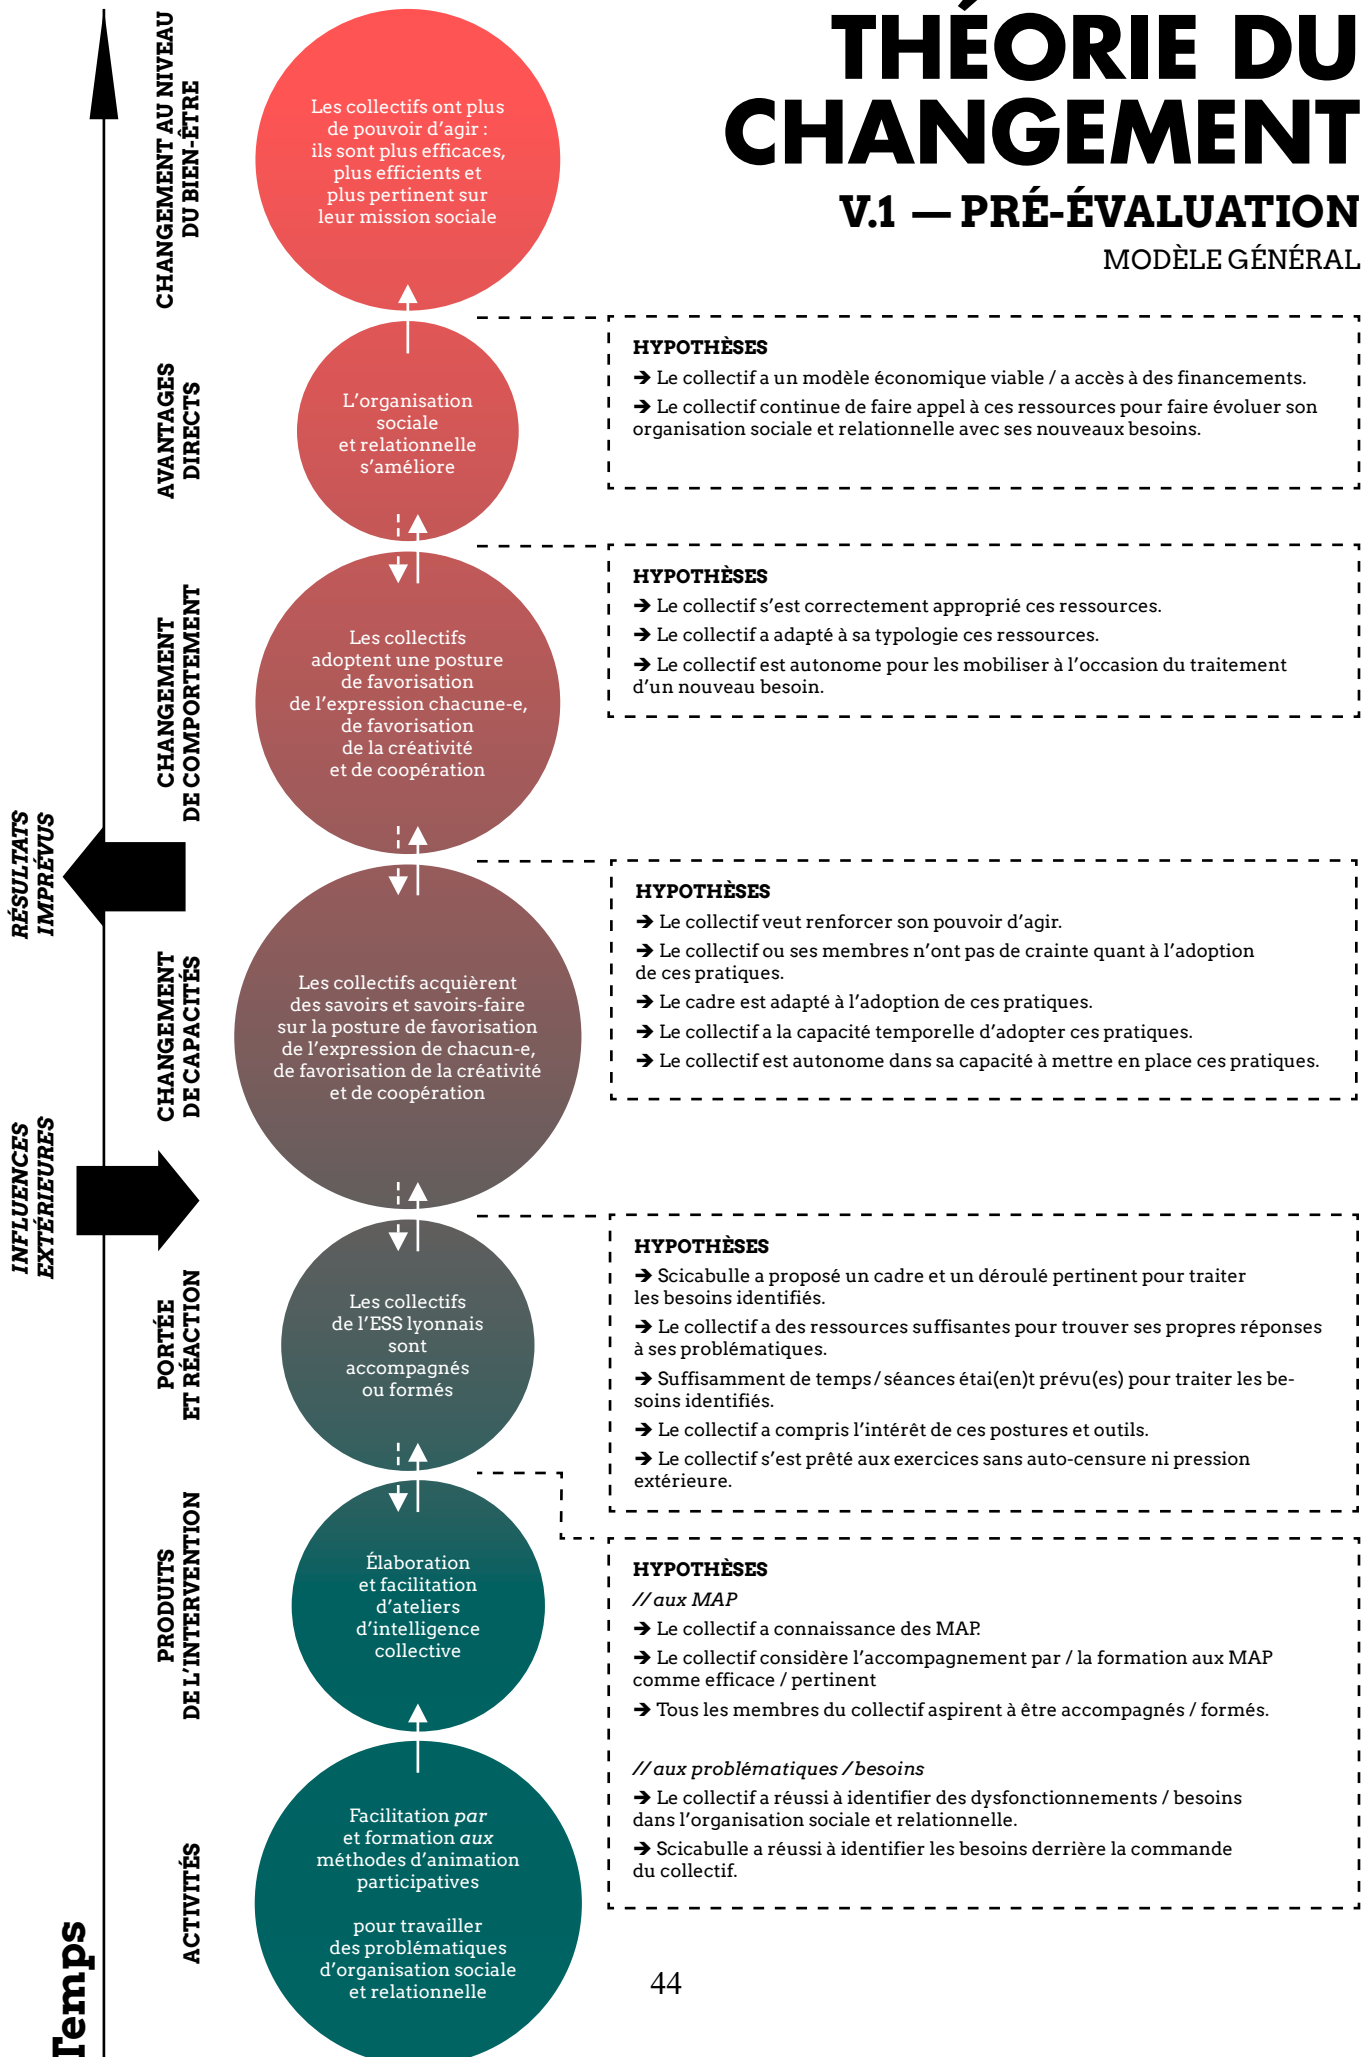 THÉORIE DU
CHANGEMENT
V.1 — PRÉ-ÉVALUATION
MODÈLE GÉNÉRAL
CHANGEMENT AU NIVEAU
DU BIEN-ÊTRE
Les collectifs ont plus
de pouvoir d’agir :
ils sont plus efficaces,
plus efficients et
plus pertinent sur
leur mission sociale
AVANTAGES
DIRECTS
L’organisation
sociale
et relationnelle
s’améliore
HYPOTHÈSES
➔ Le collectif a un modèle économique viable / a accès à des financements.
➔ Le collectif continue de faire appel à ces ressources pour faire évoluer son
organisation sociale et relationnelle avec ses nouveaux besoins.
CHANGEMENT
DE COMPORTEMENT
Les collectifs
adoptent une posture
de favorisation
de l’expression chacune-e,
de favorisation
de la créativité
et de coopération
HYPOTHÈSES
➔ Le collectif s’est correctement approprié ces ressources.
➔ Le collectif a adapté à sa typologie ces ressources.
➔ Le collectif est autonome pour les mobiliser à l’occasion du traitement
d’un nouveau besoin.
RÉSULTATS
IMPRÉVUS
CHANGEMENT
DE CAPACITÉS
Les collectifs acquièrent
des savoirs et savoirs-faire
sur la posture de favorisation
de l’expression de chacun-e,
de favorisation de la créativité
et de coopération
HYPOTHÈSES
➔ Le collectif veut renforcer son pouvoir d’agir.
➔ Le collectif ou ses membres n’ont pas de crainte quant à l’adoption
de ces pratiques.
➔ Le cadre est adapté à l’adoption de ces pratiques.
➔ Le collectif a la capacité temporelle d’adopter ces pratiques.
➔ Le collectif est autonome dans sa capacité à mettre en place ces pratiques.
INFLUENCES
EXTÉRIEURES
PORTÉE
ET RÉACTION
Les collectifs
de l’ESS lyonnais
sont
accompagnés
ou formés
HYPOTHÈSES
➔ Scicabulle a proposé un cadre et un déroulé pertinent pour traiter
les besoins identifiés.
➔ Le collectif a des ressources suffisantes pour trouver ses propres réponses
à ses problématiques.
➔ Suffisamment de temps / séances étai(en)t prévu(es) pour traiter les be-
soins identifiés.
➔ Le collectif a compris l’intérêt de ces postures et outils.
➔ Le collectif s’est prêté aux exercices sans auto-censure ni pression
extérieure.
PRODUITS
DE L’INTERVENTION
Élaboration
et facilitation
d’ateliers
d’intelligence
collective
HYPOTHÈSES
// aux MAP
➔ Le collectif a connaissance des MAP.
➔ Le collectif considère l’accompagnement par / la formation aux MAP
comme efficace / pertinent
➔ Tous les membres du collectif aspirent à être accompagnés / formés.
// aux problématiques / besoins
➔ Le collectif a réussi à identifier des dysfonctionnements / besoins
dans l’organisation sociale et relationnelle.
➔ Scicabulle a réussi à identifier les besoins derrière la commande
du collectif.
ACTIVITÉS
Facilitation par
et formation aux
méthodes d’animation
participatives
pour travailler
des problématiques
d’organisation sociale
et relationnelle
Temps
44